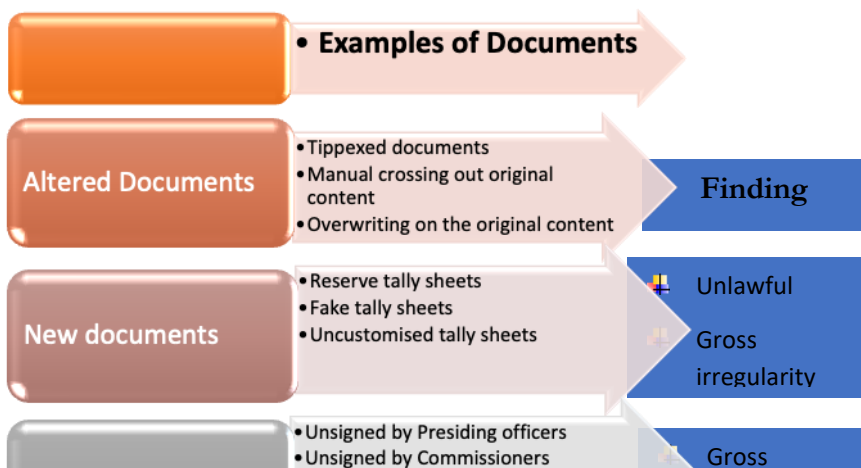 • Examples of Documents
Altered Documents
• Tippexed documents
• Manual crossing out original
content
• Overwriting on the original content
Finding
New documents
• Reserve tally sheets
• Fake tally sheets
• Uncustomised tally sheets
Unlawful
Gross
irregularity
• Unsigned by Presiding officers
• Unsigned by Commissioners
Gross